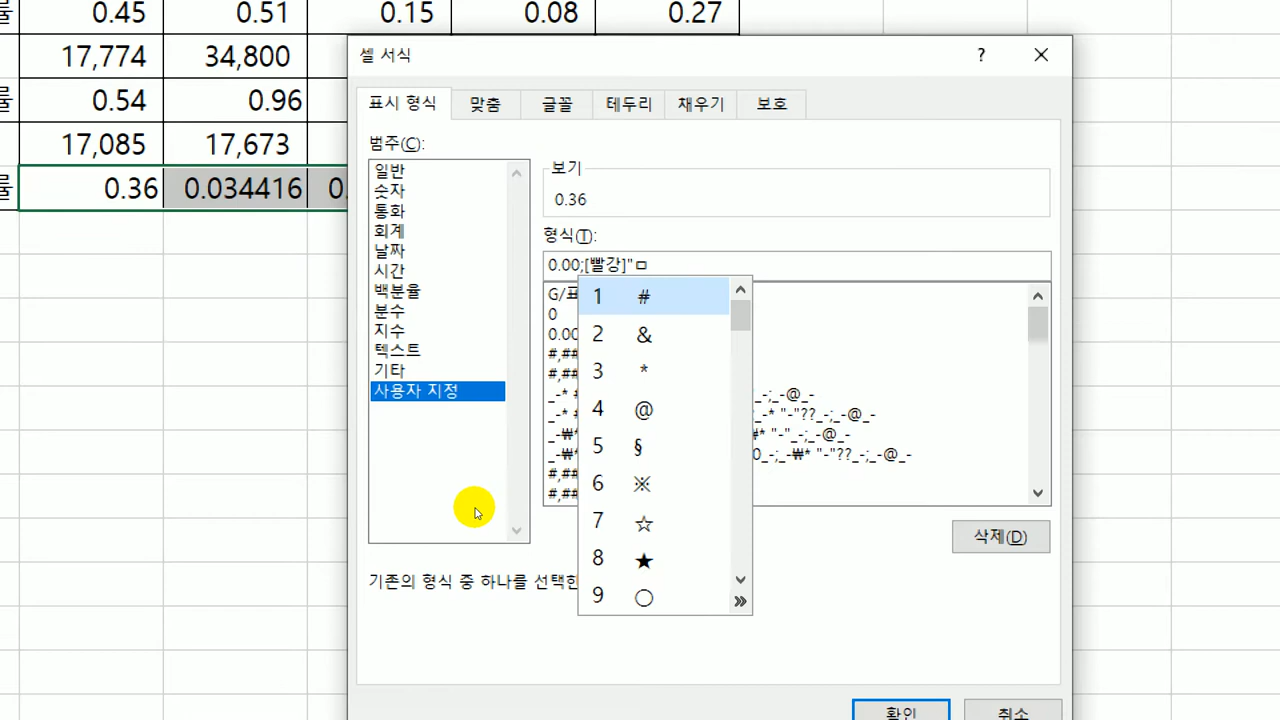 률 0.45 0.51 0.15 0.08 0.27
17,774 34,800
률 0.54 0.96
17,085 17,673
률 0.36 0.034416 0.
셀 서식 ?
표시 형식 맞춤 글꼴 테두리 채우기 보호
범주(C):
일반
숫자
통화
회계
날짜
시간
백분율
분수
지수
텍스트
기타
사용자 지정
보기
0.36
형식(T):
0.00;[빨강]"ㅁ
G/표
0
0.00
#,##
#,##
_-* # _-;_-@_-
_-* # _-* "-"??_-;_-@_-
_-₩* ₩* "-"_-;_-@_-
_-₩* 0_-;_-₩* "-"??_-;_-@_-
#,##
#,##
1 #
2 &
3 *
4 @
5 §
6 ※
7 ☆
8 ★
9 ○
»
삭제(D)
기존의 형식 중 하나를 선택한
확인 취소